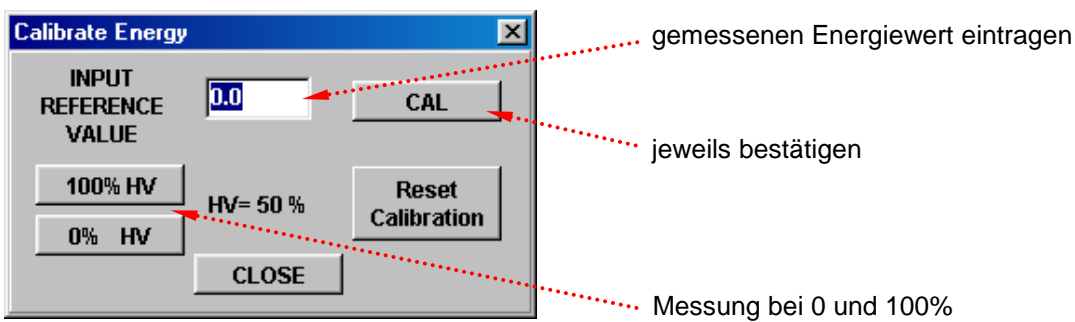 Calibrate Energy
gemessenen Energiewert eintragen
INPUT
REFERENCE
VALUE
0.0
CAL
jeweils bestätigen
100% HV
0% HV
HV= 50 %
Reset
Calibration
CLOSE
Messung bei 0 und 100%